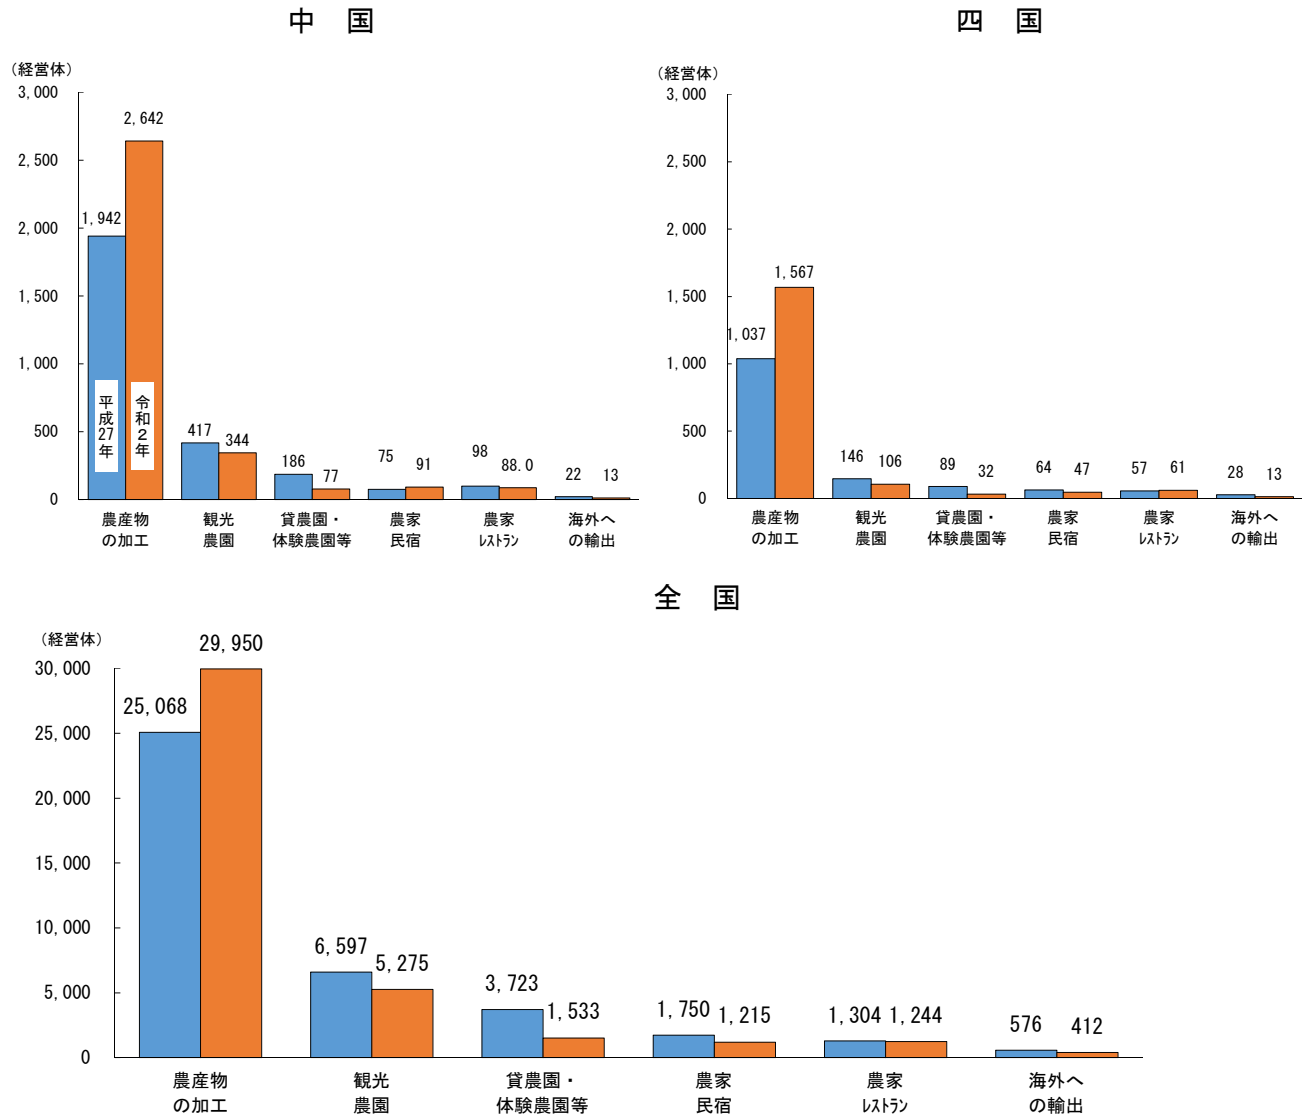 中　国
（経営体）
3,000
2,500
2,000
1,500
1,000
500
0
1,942
2,642
平成27年
令和２年
417
344
186
77
75
91
98
88.0
22
13
農産物
の加工
観光
農園
貸農園・
体験農園等
農家
民宿
農家
ﾚｽﾄﾗﾝ
海外へ
の輸出
四　国
（経営体）
3,000
2,500
2,000
1,500
1,000
500
0
1,037
1,567
146
106
89
32
64
47
57
61
28
13
農産物
の加工
観光
農園
貸農園・
体験農園等
農家
民宿
農家
ﾚｽﾄﾗﾝ
海外へ
の輸出
全　国
（経営体）
30,000
25,000
20,000
15,000
10,000
5,000
0
25,068
29,950
6,597
5,275
3,723
1,533
1,750
1,215
1,304
1,244
576
412
農産物
の加工
観光
農園
貸農園・
体験農園等
農家
民宿
農家
ﾚｽﾄﾗﾝ
海外へ
の輸出